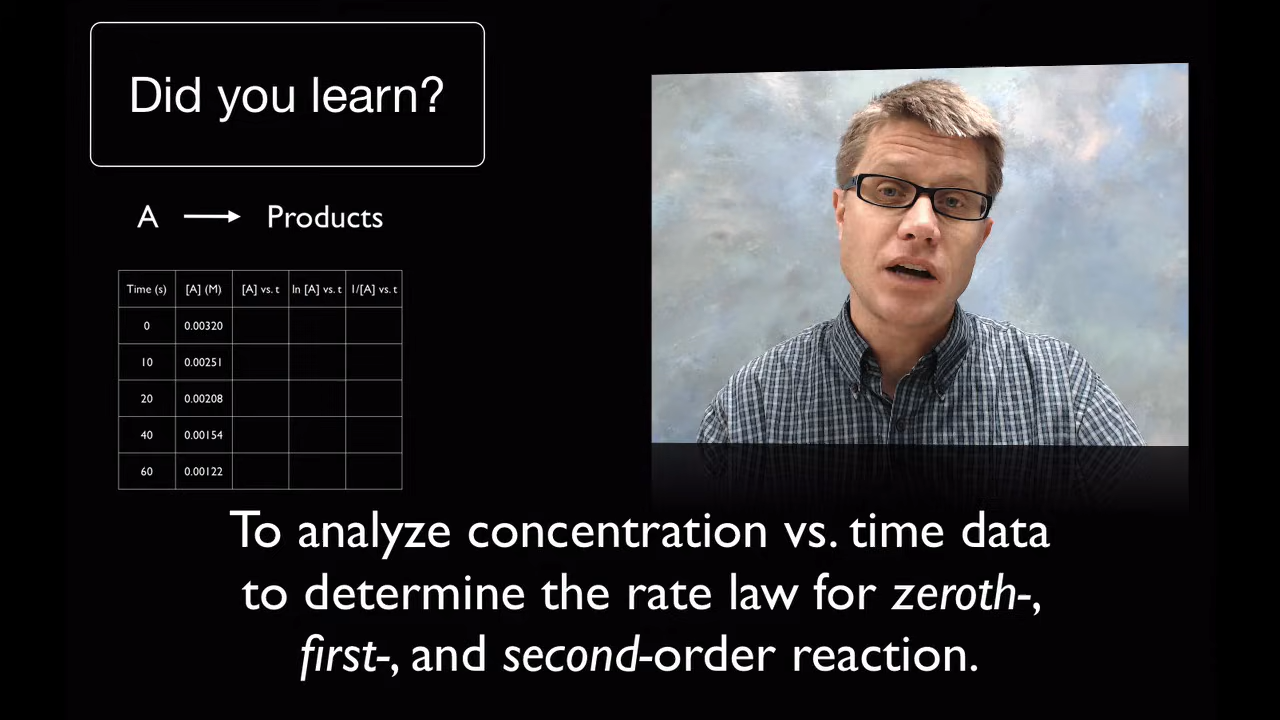 Did you learn?
A → Products
Time (s) [A] (M) [A] vs. t ln [A] vs. t 1/[A] vs. t
0 0.00320
10 0.00251
20 0.00208
40 0.00154
60 0.00122
To analyze concentration vs. time data
to determine the rate law for zeroth-,
first-, and second-order reaction.